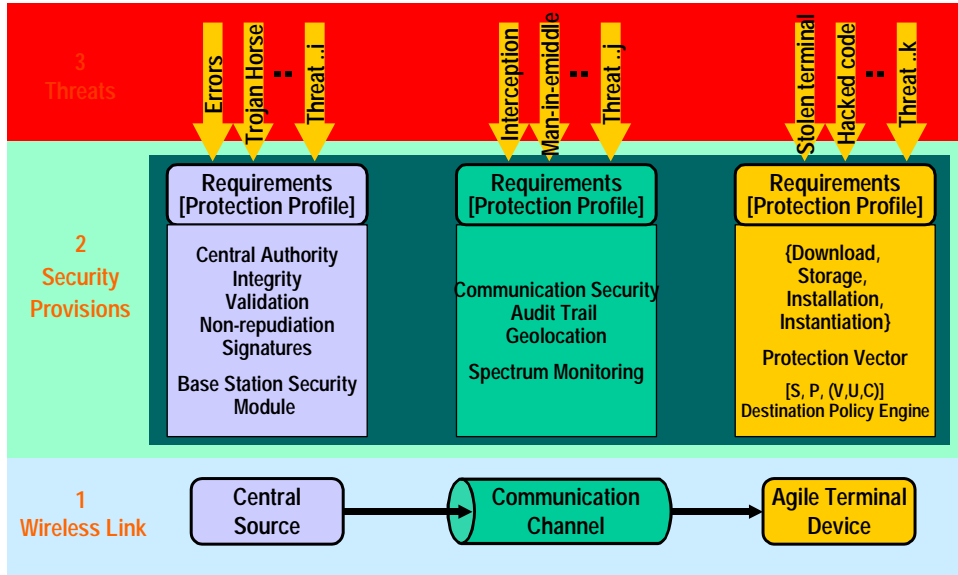 3
Threats
Errors
Trojan Horse
Threat ..i
Interception
Man-in-emiddle
Threat ..j
Stolen terminal
Hacked code
Threat ..k
2
Security
Provisions
Requirements
[Protection Profile]
Central Authority
Integrity
Validation
Non-repudiation
Signatures
Base Station Security
Module
Requirements
[Protection Profile]
Communication Security
Audit Trail
Geolocation
Spectrum Monitoring
Requirements
[Protection Profile]
{Download,
Storage,
Installation,
Instantiation}
Protection Vector
[S, P, (V,U,C)]
Destination Policy Engine
1
Wireless Link
Central
Source
Communication
Channel
Agile Terminal
Device